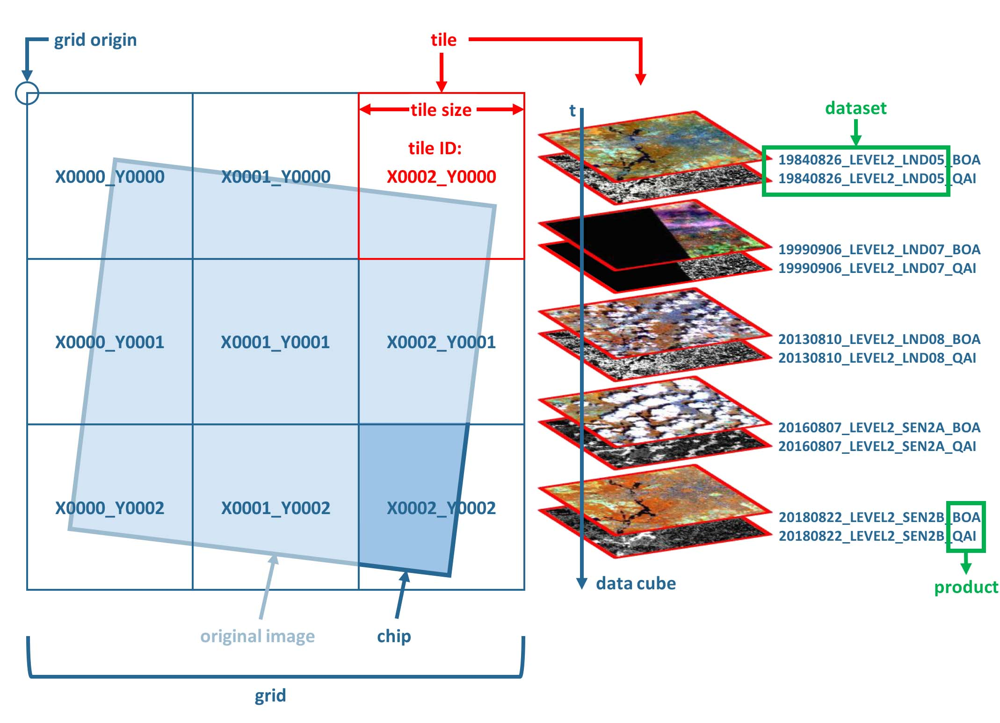 grid origin
tile
tile size
tile ID:
X0000_Y0000
X0001_Y0000
X0002_Y0000
X0000_Y0001
X0001_Y0001
X0002_Y0001
X0000_Y0002
X0001_Y0002
X0002_Y0002
original image
chip
grid
t
dataset
19840826_LEVEL2_LND05_BOA
19840826_LEVEL2_LND05_QAI
19990906_LEVEL2_LND07_BOA
19990906_LEVEL2_LND07_QAI
20130810_LEVEL2_LND08_BOA
20130810_LEVEL2_LND08_QAI
20160807_LEVEL2_SEN2A_BOA
20160807_LEVEL2_SEN2A_QAI
20180822_LEVEL2_SEN2B_BOA
20180822_LEVEL2_SEN2B_QAI
data cube
product